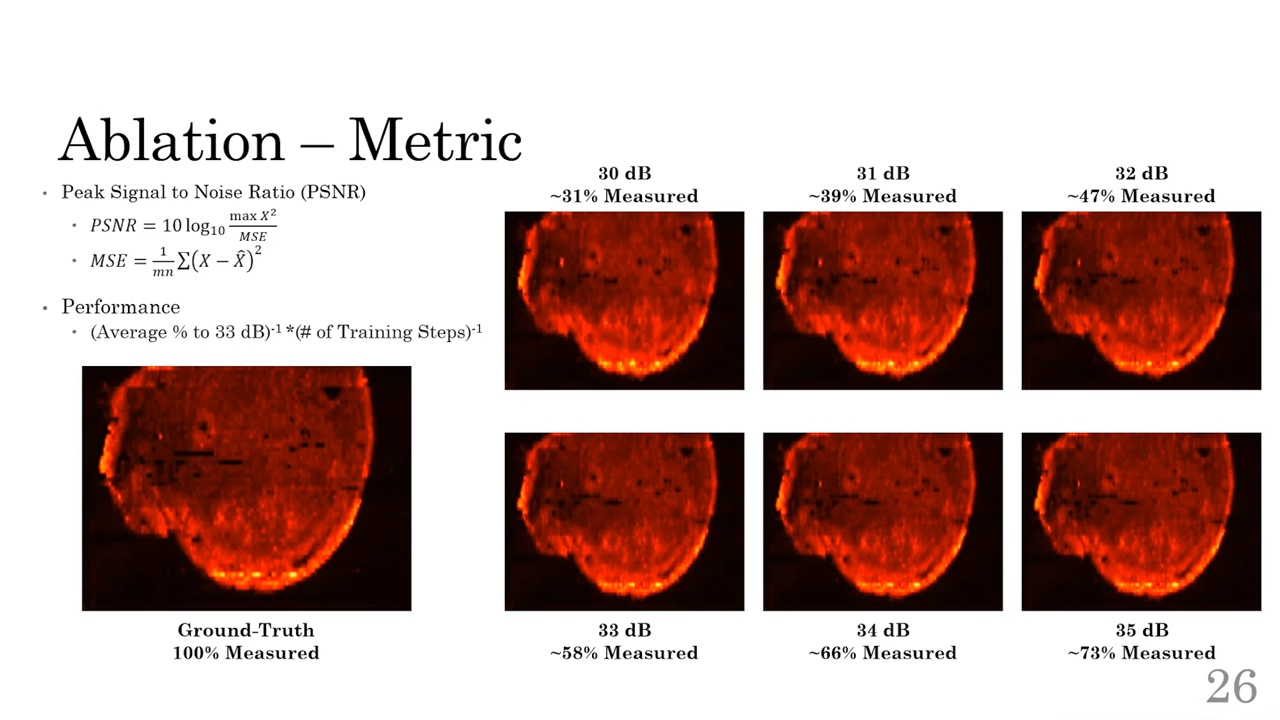 Ablation – Metric
• Peak Signal to Noise Ratio (PSNR)
• PSNR = 10 log₁₀ max X² / MSE
• MSE = 1/mn ∑(X − X̂)²
• Performance
• (Average % to 33 dB)⁻¹ *(# of Training Steps)⁻¹
Ground-Truth
100% Measured
30 dB
~31% Measured
31 dB
~39% Measured
32 dB
~47% Measured
33 dB
~58% Measured
34 dB
~66% Measured
35 dB
~73% Measured
26